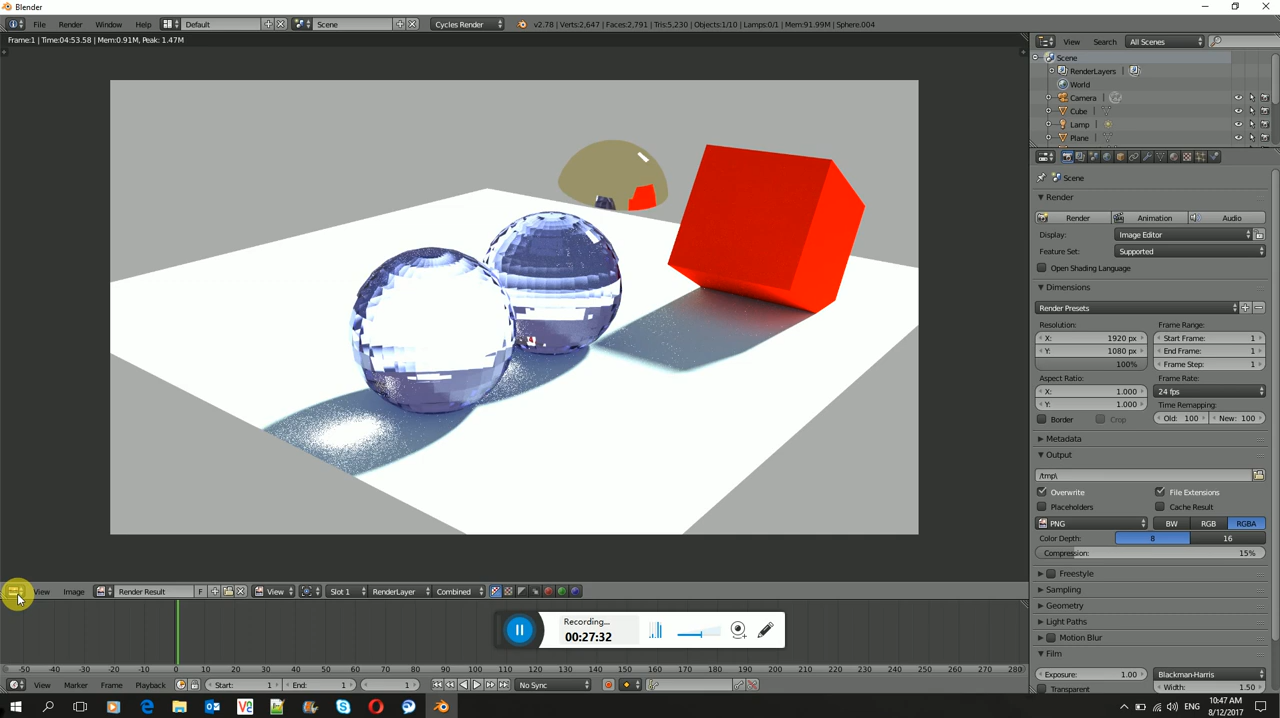 Blender
File Render Window Help Default Scene Cycles Render v2.78 | Verts:2,647 | Faces:2,791 | Tris:5,230 | Objects:1/10 | Lamps:0/1 | Mem:91.99M | Sphere.004
Frame:1 | Time:04:53.58 | Mem:0.91M, Peak: 1.47M
View Search All Scenes
Scene
RenderLayers
World
Camera
Cube
Lamp
Plane
Scene
Render
Render Animation Audio
Display: Image Editor
Feature Set: Supported
Open Shading Language
Dimensions
Render Presets
Resolution: Frame Range:
X: 1920 px Start Frame: 1
Y: 1080 px End Frame: 1
100% Frame Step: 1
Aspect Ratio: Frame Rate:
X: 1.000 24 fps
Y: 1.000 Time Remapping:
Border Crop Old: 100 New: 100
Metadata
Output
/tmp\
Overwrite File Extensions
Placeholders Cache Result
PNG BW RGB RGBA
Color Depth: 8 16
Compression: 15%
Freestyle
Sampling
Geometry
Light Paths
Motion Blur
Film
Exposure: 1.00 Blackman-Harris
Transparent Width: 1.50
View Image Render Result F View Slot 1 RenderLayer Combined
Recording...
00:27:32
-50 -40 -30 -20 -10 0 10 20 30 40 50 60 70 80 90 100 110 120 130 140 150 160 170 180 190 200 210 220 230 240 250 260 270 280
View Marker Frame Playback Start: 1 End: 1 1 No Sync
ENG 10:47 AM
8/12/2017